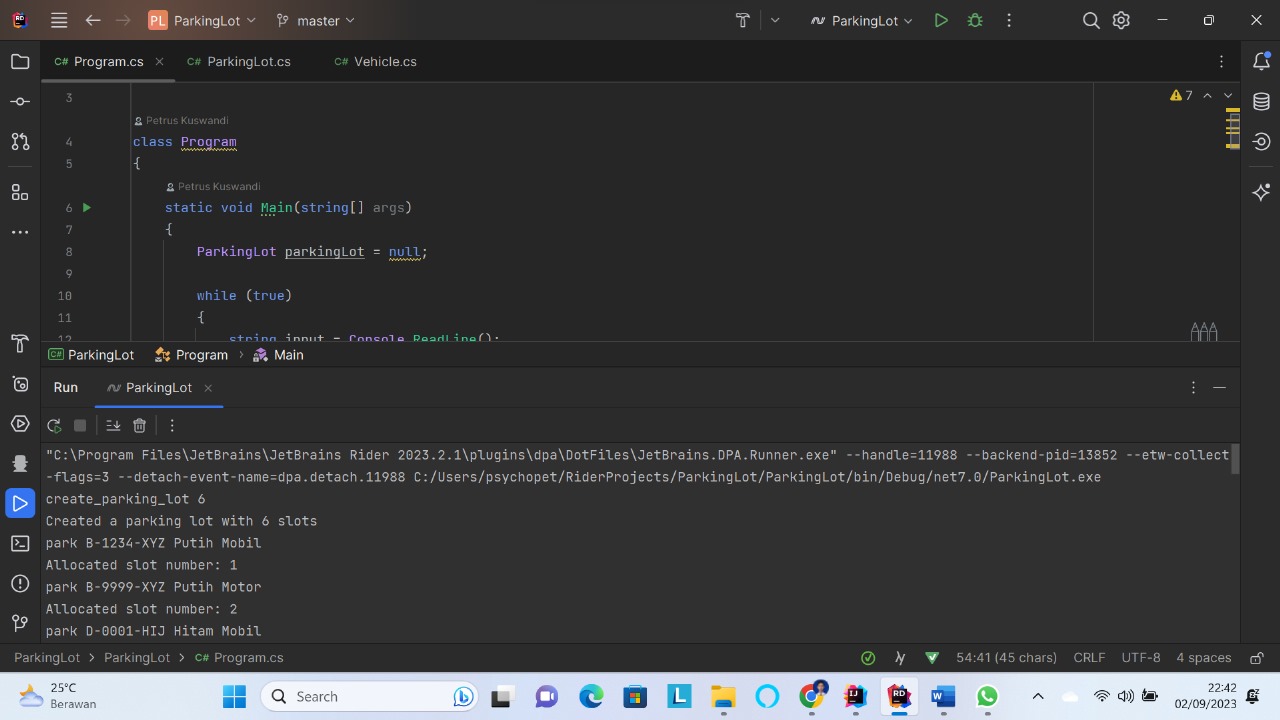 PL ParkingLot master ParkingLot
C# Program.cs C# ParkingLot.cs C# Vehicle.cs
3
7
Petrus Kuswandi
4 class Program
5 {
Petrus Kuswandi
6 static void Main(string[] args)
7 {
8 ParkingLot parkingLot = null;
9
10 while (true)
11 {
12 string input = Console.ReadLine();
C# ParkingLot Program > Main
Run ParkingLot
"C:\Program Files\JetBrains\JetBrains Rider 2023.2.1\plugins\dpa\DotFiles\JetBrains.DPA.Runner.exe" --handle=11988 --backend-pid=13852 --etw-collect
-flags=3 --detach-event-name=dpa.detach.11988 C:/Users/psychopet/RiderProjects/ParkingLot/ParkingLot/bin/Debug/net7.0/ParkingLot.exe
create_parking_lot 6
Created a parking lot with 6 slots
park B-1234-XYZ Putih Mobil
Allocated slot number: 1
park B-9999-XYZ Putih Motor
Allocated slot number: 2
park D-0001-HIJ Hitam Mobil
ParkingLot > ParkingLot > C# Program.cs 54:41 (45 chars) CRLF UTF-8 4 spaces
25°C
Berawan
Search
22:42
02/09/2023